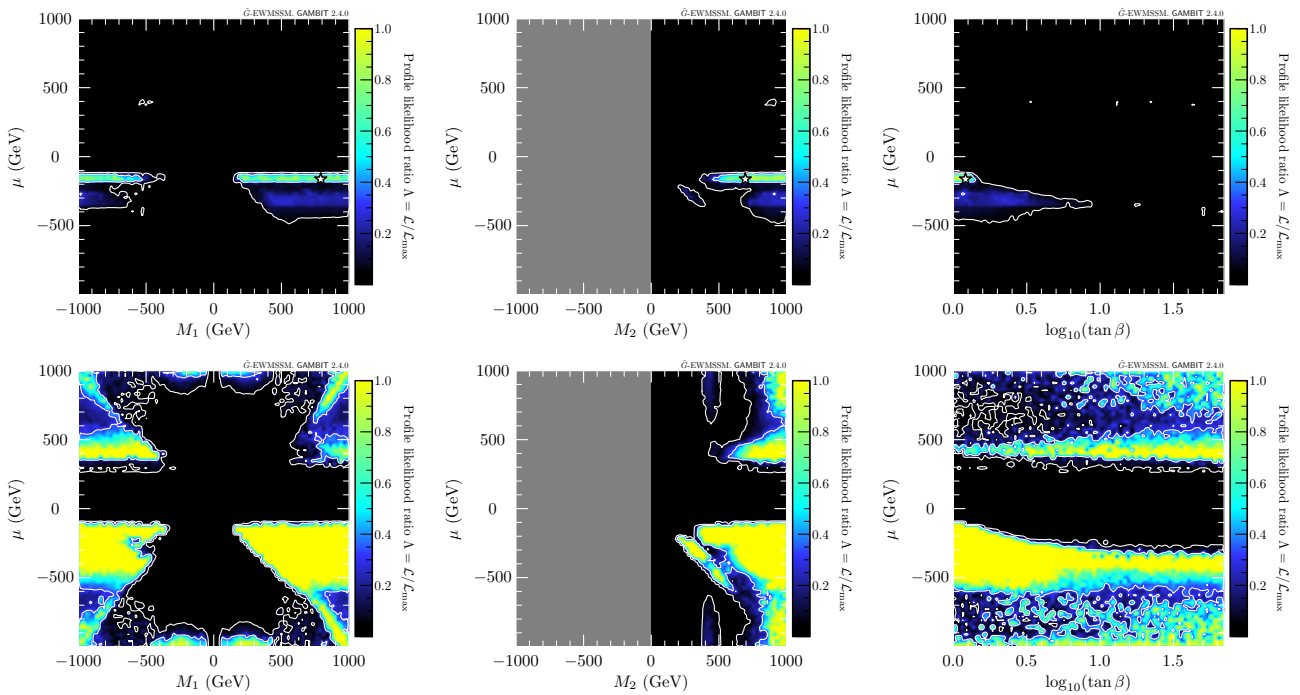 G̃-EWMSSM. GAMBIT 2.4.0
1000
500
0
−500
μ (GeV)
−1000 −500 0 500 1000
M₁ (GeV)
1.0
0.8
0.6
0.4
0.2
Profile likelihood ratio Λ = ℒ/ℒmax
G̃-EWMSSM. GAMBIT 2.4.0
1000
500
0
−500
μ (GeV)
−1000 −500 0 500 1000
M₂ (GeV)
1.0
0.8
0.6
0.4
0.2
Profile likelihood ratio Λ = ℒ/ℒmax
G̃-EWMSSM. GAMBIT 2.4.0
1000
500
0
−500
μ (GeV)
0.0 0.5 1.0 1.5
log₁₀(tan β)
1.0
0.8
0.6
0.4
0.2
Profile likelihood ratio Λ = ℒ/ℒmax
G̃-EWMSSM. GAMBIT 2.4.0
1000
500
0
−500
μ (GeV)
−1000 −500 0 500 1000
M₁ (GeV)
1.0
0.8
0.6
0.4
0.2
Profile likelihood ratio Λ = ℒ/ℒmax
G̃-EWMSSM. GAMBIT 2.4.0
1000
500
0
−500
μ (GeV)
−1000 −500 0 500 1000
M₂ (GeV)
1.0
0.8
0.6
0.4
0.2
Profile likelihood ratio Λ = ℒ/ℒmax
G̃-EWMSSM. GAMBIT 2.4.0
1000
500
0
−500
μ (GeV)
0.0 0.5 1.0 1.5
log₁₀(tan β)
1.0
0.8
0.6
0.4
0.2
Profile likelihood ratio Λ = ℒ/ℒmax